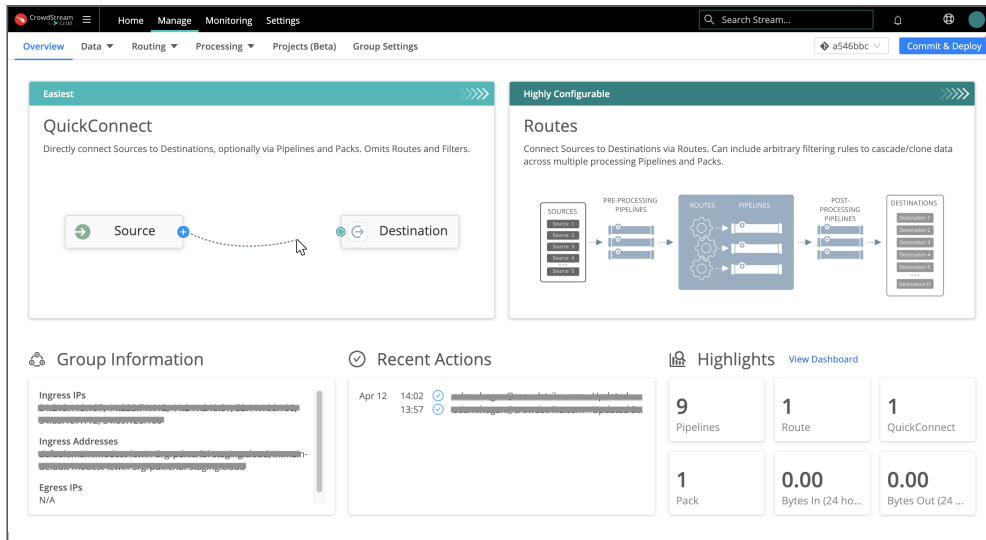 CrowdStream
by Cribl
Home Manage Monitoring Settings
Search Stream...
Overview Data Routing Processing Projects (Beta) Group Settings
a546bbc
Commit & Deploy
Easiest
QuickConnect
Directly connect Sources to Destinations, optionally via Pipelines and Packs. Omits Routes and Filters.
Source
Destination
Highly Configurable
Routes
Connect Sources to Destinations via Routes. Can include arbitrary filtering rules to cascade/clone data
across multiple processing Pipelines and Packs.
SOURCES
Source 1
Source 2
Source 3
Source 4
...
Source S
PRE-PROCESSING
PIPELINES
ROUTES PIPELINES
POST-
PROCESSING
PIPELINES
DESTINATIONS
Destination 1
Destination 2
Destination 3
Destination 4
Destination 5
...
Destination D
Group Information
Ingress IPs
Ingress Addresses
Egress IPs
N/A
Recent Actions
Apr 12 14:02
13:57
Highlights View Dashboard
9
Pipelines
1
Route
1
QuickConnect
1
Pack
0.00
Bytes In (24 ho...
0.00
Bytes Out (24 ...